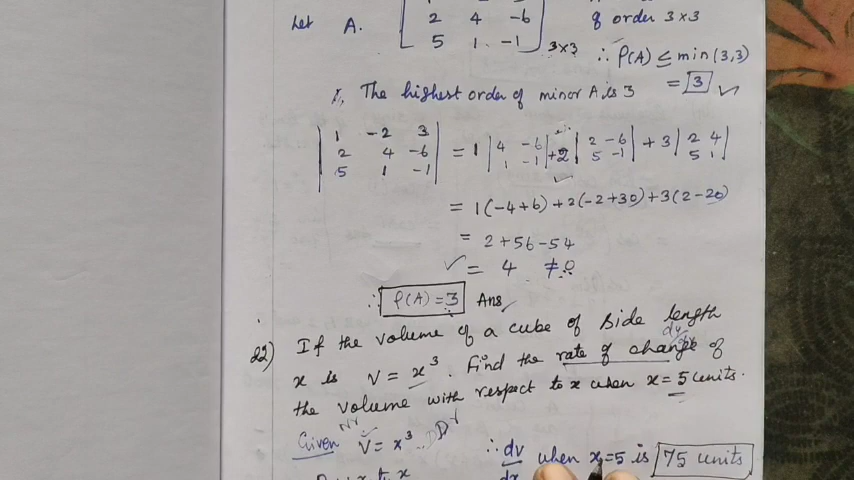 Let A. 2 4 -6 of order 3×3
5 1 -1 3×3 ∴ ρ(A) ≤ min(3,3)
The highest order of minor A is 3 = 3 ✓
| 1 -2 3 |
| 2 4 -6 | = 1 | 4 -6 | +2 | 2 -6 | +3 | 2 4 |
| 5 1 -1 | | 1 -1 | | 5 -1 | | 5 1 |
= 1(-4+6)+2(-2+30)+3(2-20)
= 2+56-54
✓ = 4 ≠ 0
∴ ρ(A) = 3 Ans
22) If the volume of a cube of side length
x is V = x³. Find the rate of change of
the volume with respect to x when x = 5 units.
Given V = x³
∴ dv/dx when x=5 is 75 units